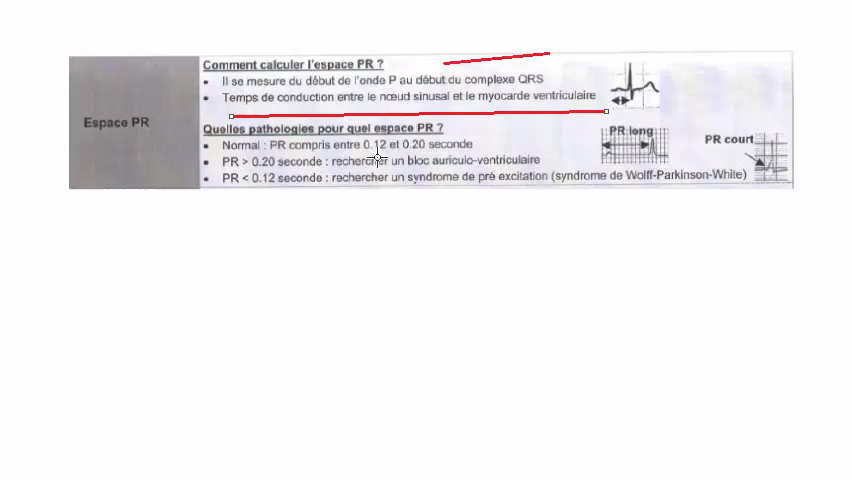 Espace PR
Comment calculer l'espace PR ?
Il se mesure du début de l'onde P au début du complexe QRS
Temps de conduction entre le nœud sinusal et le myocarde ventriculaire
Quelles pathologies pour quel espace PR ?
Normal : PR compris entre 0.12 et 0.20 seconde
PR > 0.20 seconde : rechercher un bloc auriculo-ventriculaire
PR < 0.12 seconde : rechercher un syndrome de pré excitation (syndrome de Wolff-Parkinson-White)
PR long
PR court